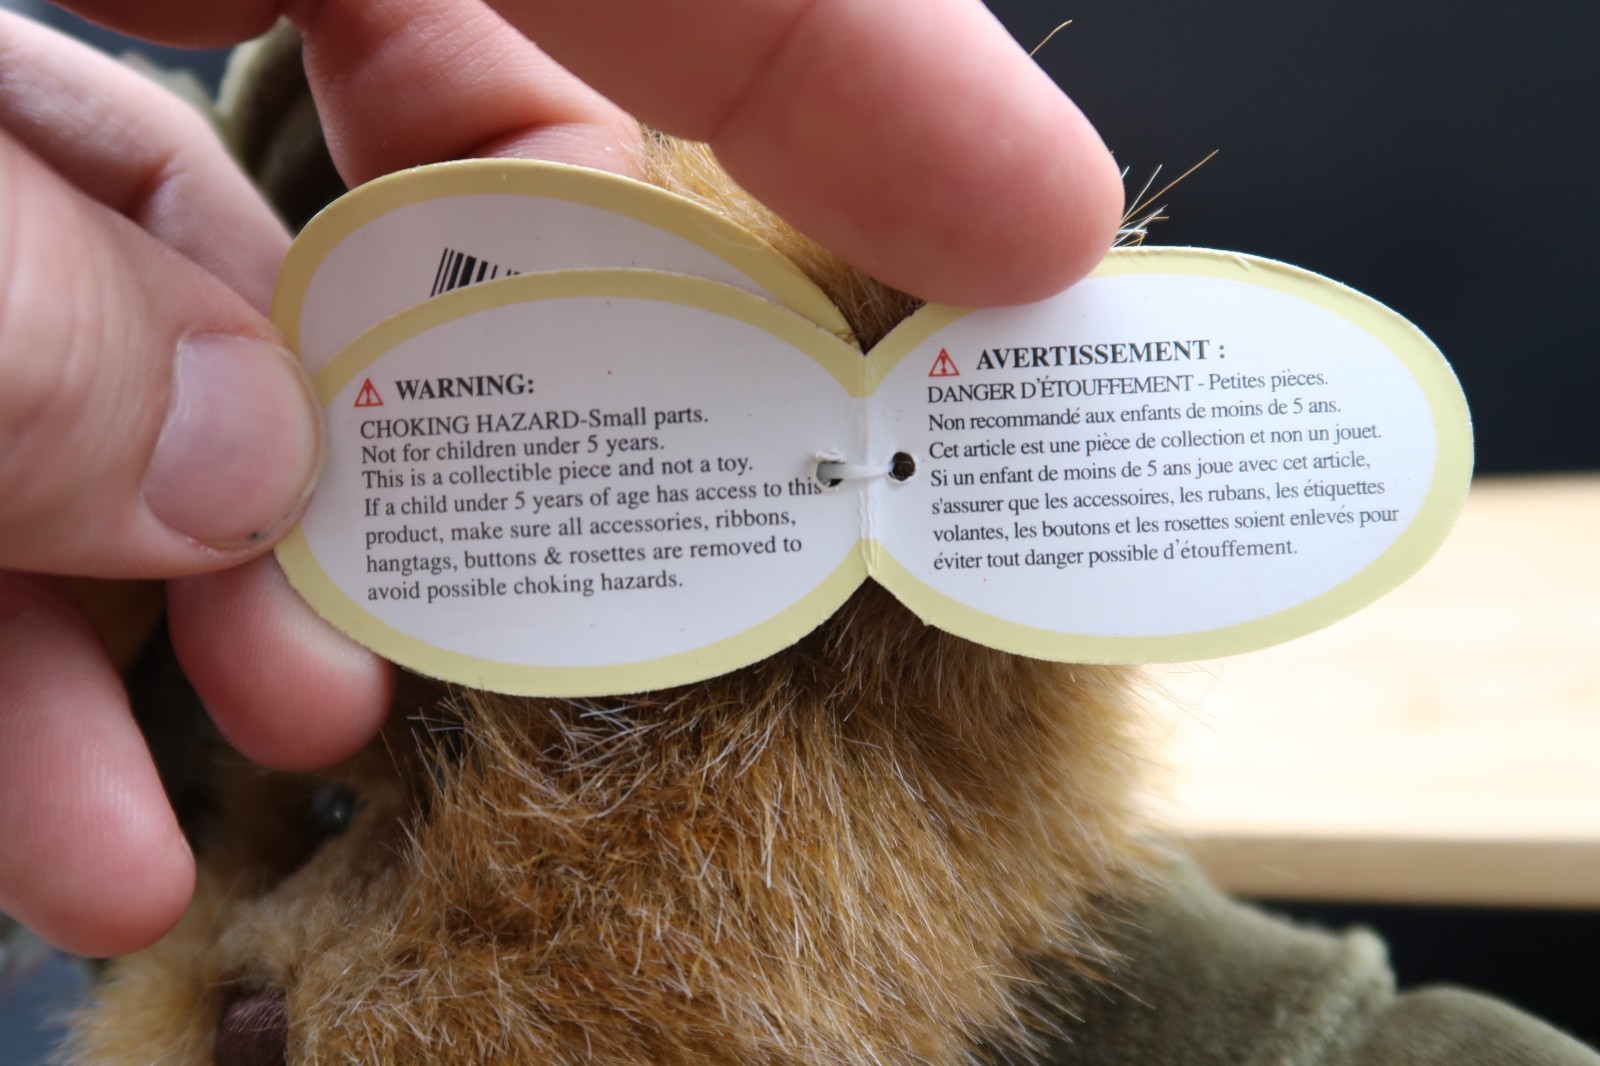 WARNING:
CHOKING HAZARD-Small parts.
Not for children under 5 years.
This is a collectible piece and not a toy.
If a child under 5 years of age has access to this
product, make sure all accessories, ribbons,
hangtags, buttons & rosettes are removed to
avoid possible choking hazards.
AVERTISSEMENT :
DANGER D'ÉTOUFFEMENT - Petites pièces.
Non recommandé aux enfants de moins de 5 ans.
Cet article est une pièce de collection et non un jouet.
Si un enfant de moins de 5 ans joue avec cet article,
s'assurer que les accessoires, les rubans, les étiquettes
volantes, les boutons et les rosettes soient enlevés pour
éviter tout danger possible d'étouffement.